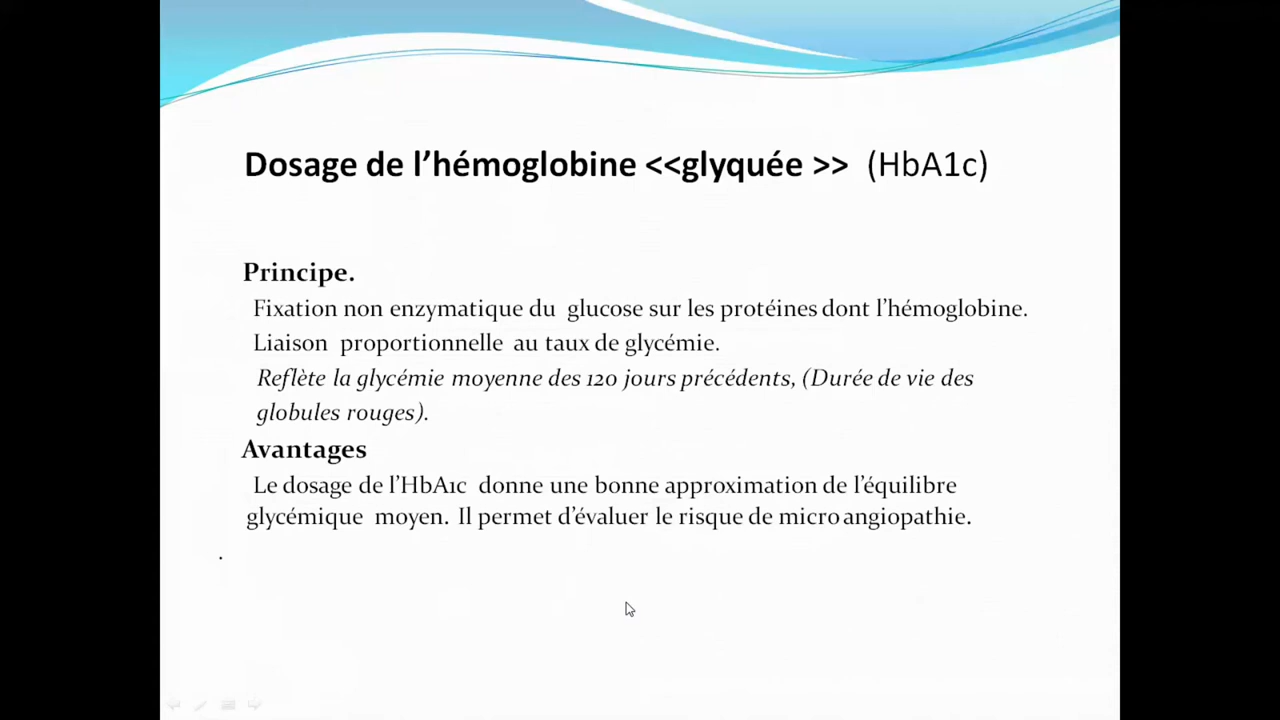 Dosage de l’hémoglobine <<glyquée >> (HbA1c)
Principe.
Fixation non enzymatique du glucose sur les protéines dont l’hémoglobine.
Liaison proportionnelle au taux de glycémie.
Reflète la glycémie moyenne des 120 jours précédents, (Durée de vie des
globules rouges).
Avantages
Le dosage de l’HbA1c donne une bonne approximation de l’équilibre
glycémique moyen. Il permet d’évaluer le risque de micro angiopathie.
.